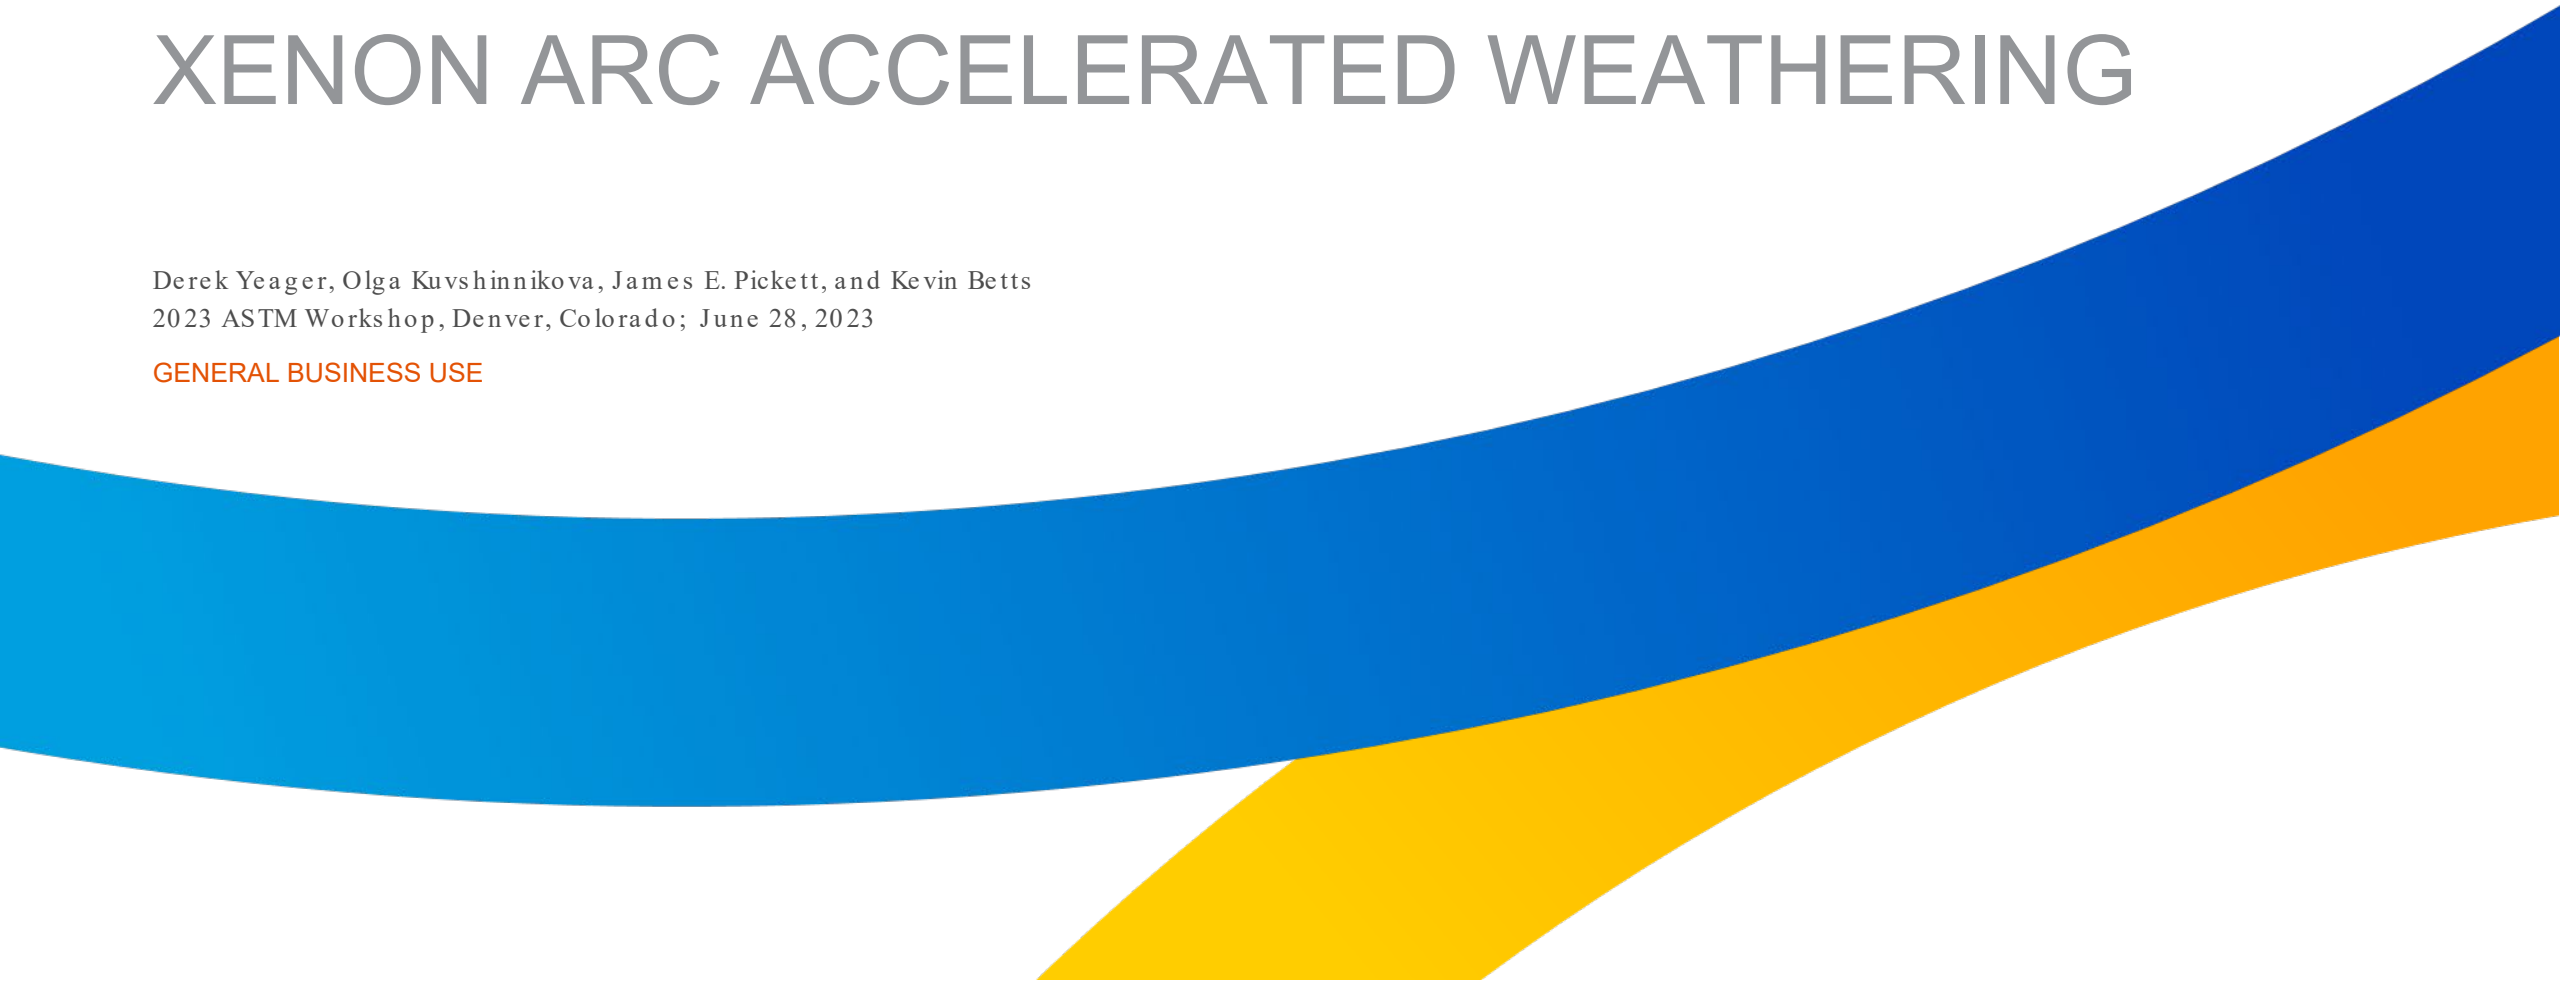 XENON ARC ACCELERATED WEATHERING
Derek Yeager, Olga Kuvshinnikova, James E. Pickett, and Kevin Betts
2023 ASTM Workshop, Denver, Colorado; June 28, 2023
GENERAL BUSINESS USE